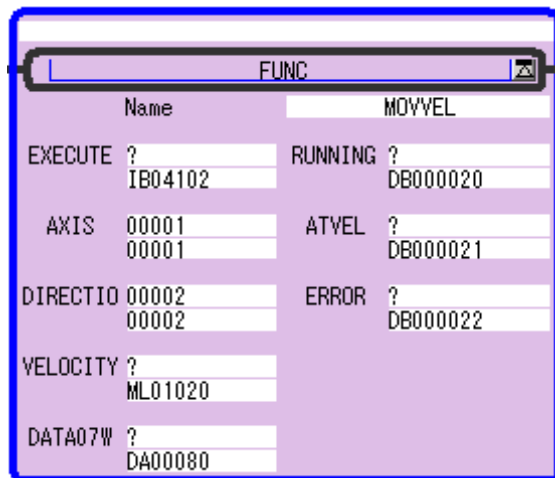 FUNC
Name MOVVEL
EXECUTE ? RUNNING ?
IB04102 DB000020
AXIS 00001 ATVEL ?
00001 DB000021
DIRECTIO 00002 ERROR ?
00002 DB000022
VELOCITY ?
ML01020
DATA07W ?
DA00080